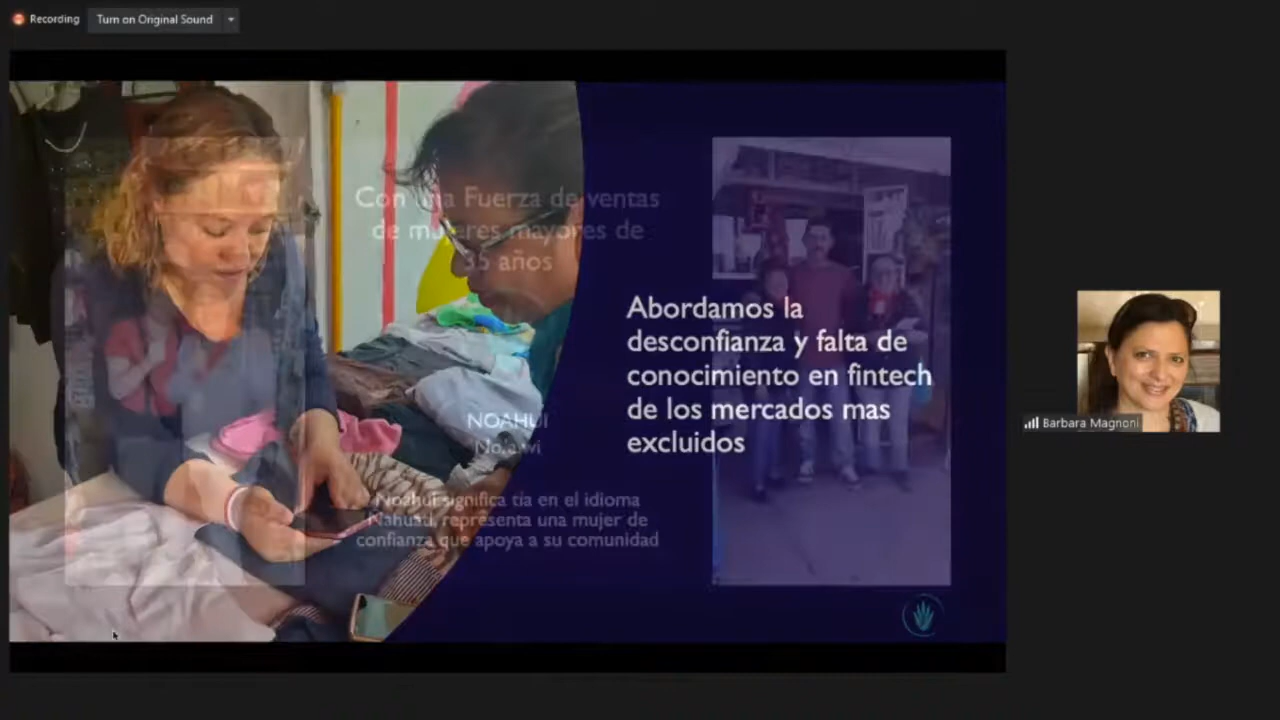 Recording
Turn on Original Sound
Con una Fuerza de ventas
de mujeres mayores de
35 años
Abordamos la
desconfianza y falta de
conocimiento en fintech
de los mercados mas
excluidos
NOAHUI
Noahui significa tía en el idioma
Nahuatl, representa una mujer de
confianza que apoya a su comunidad
Barbara Magnoni